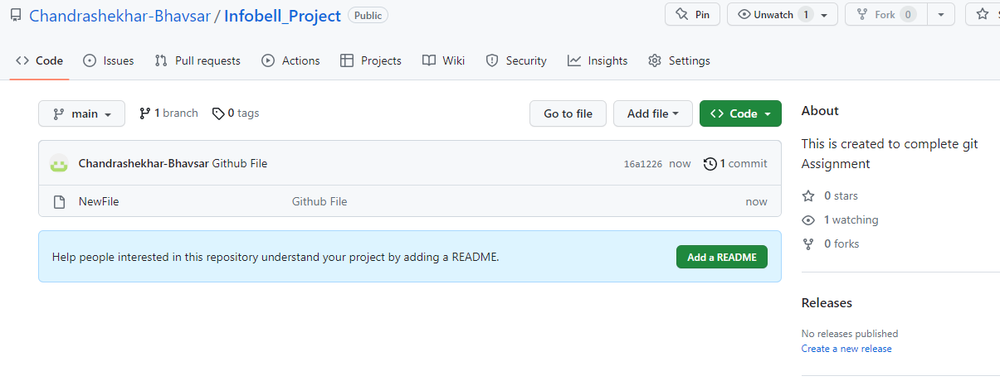 Chandrashekhar-Bhavsar / Infobell_Project Public
Pin Unwatch 1 Fork 0
Code Issues Pull requests Actions Projects Wiki Security Insights Settings
main 1 branch 0 tags Go to file Add file Code
Chandrashekhar-Bhavsar Github File 16a1226 now 1 commit
NewFile Github File now
Help people interested in this repository understand your project by adding a README. Add a README
About
This is created to complete git
Assignment
0 stars
1 watching
0 forks
Releases
No releases published
Create a new release